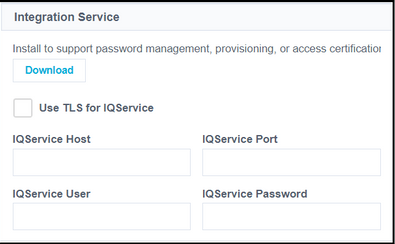 Integration Service
Install to support password management, provisioning, or access certification
Download
Use TLS for IQService
IQService Host
IQService Port
IQService User
IQService Password